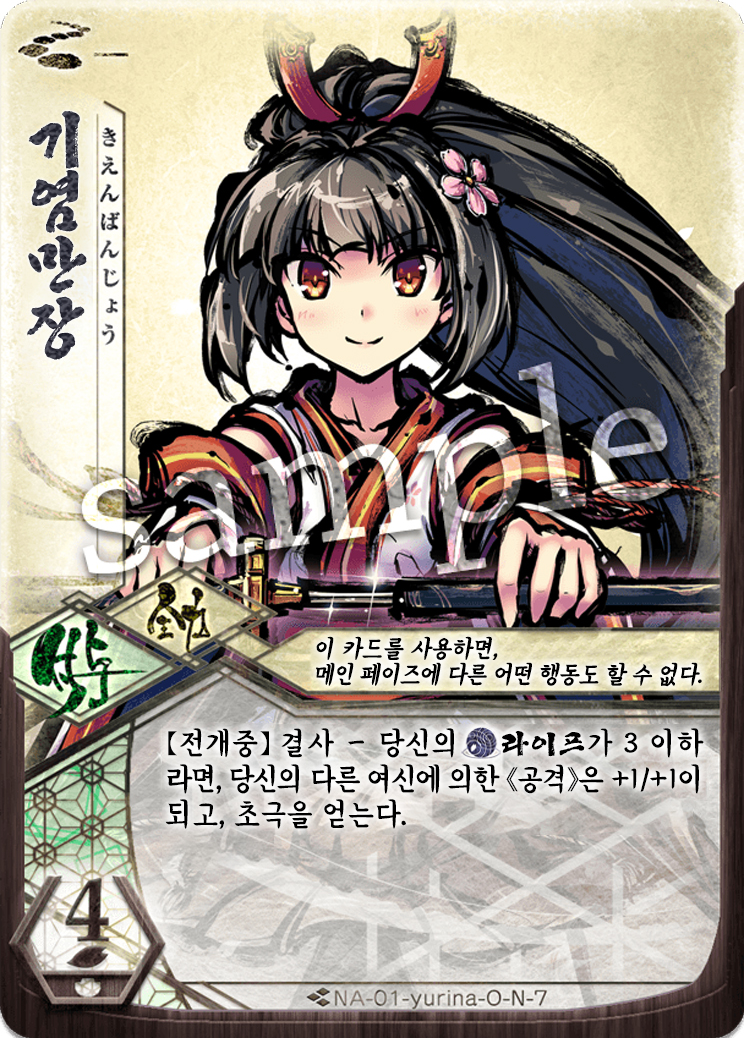 기염만장
きえんばんじょう
sample
부여
전력
이 카드를 사용하면,
메인 페이즈에 다른 어떤 행동도 할 수 없다.
【전개중】 결사 – 당신의 라이프가 3 이하
라면, 당신의 다른 여신에 의한 《공격》은 +1/+1이
되고, 초극을 얻는다.
4
NA-01-yurina-O-N-7